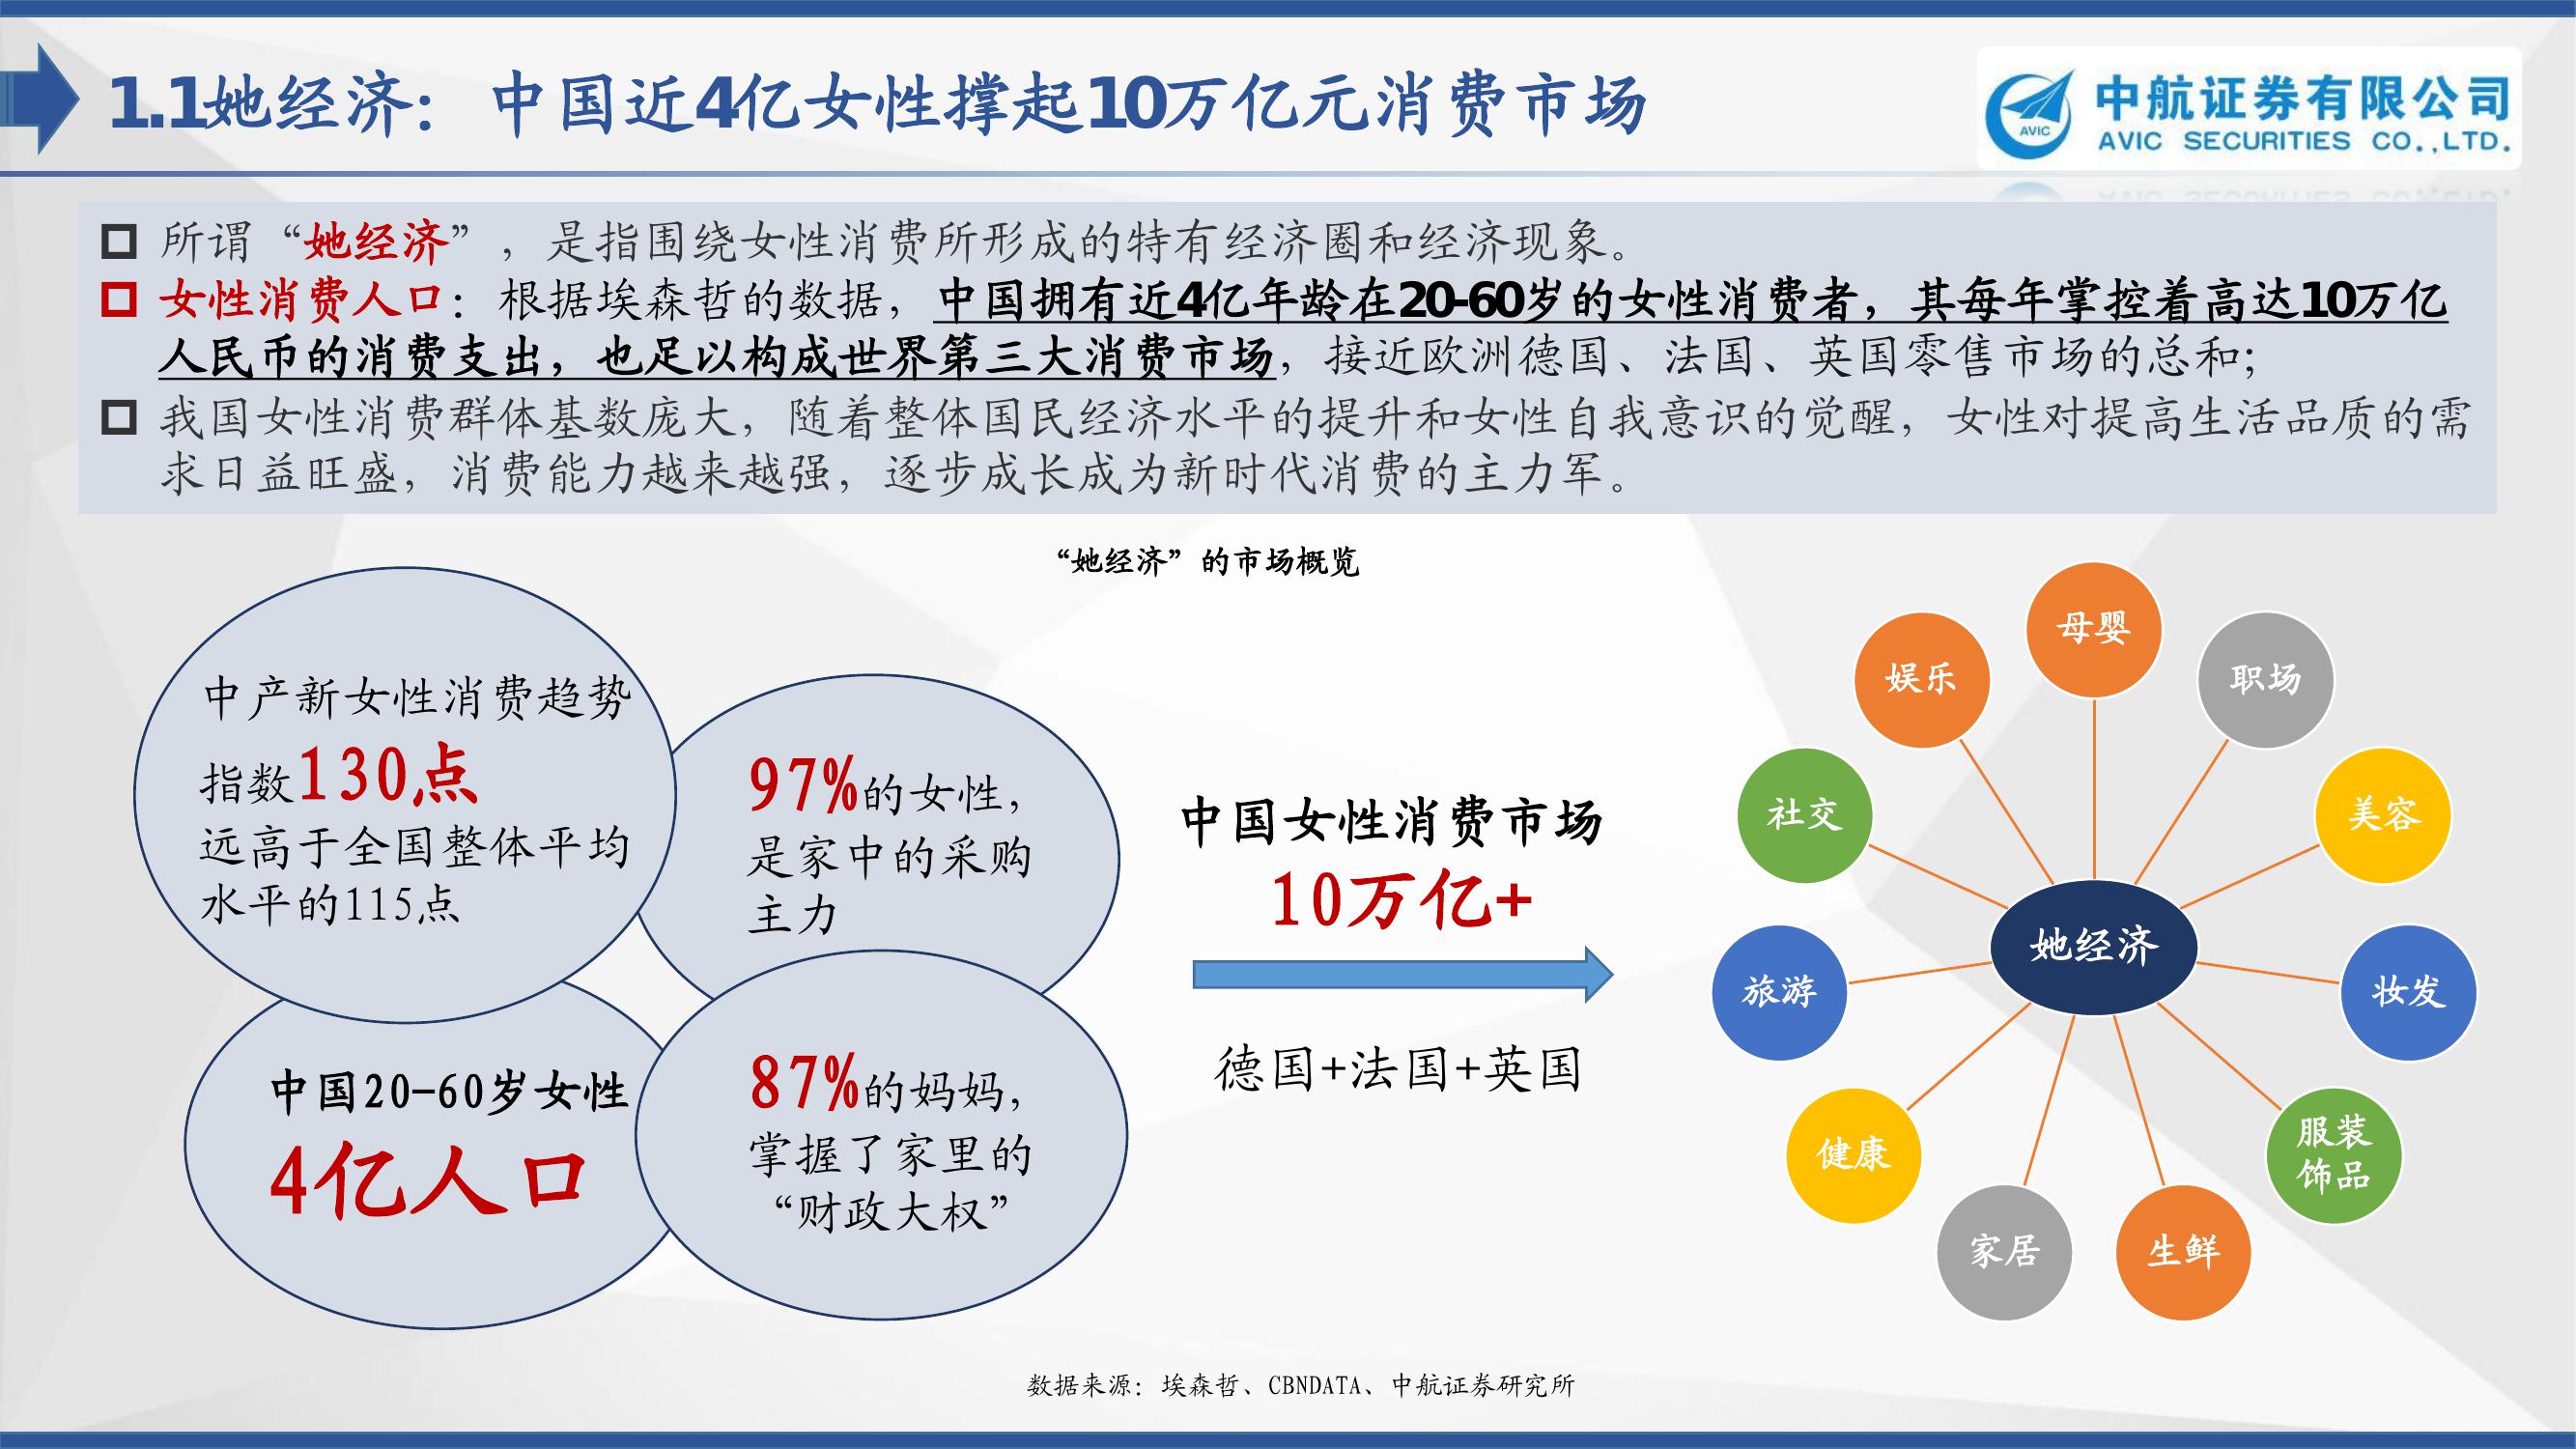 1.1她经济：中国近4亿女性撑起10万亿元消费市场
中航证券有限公司
AVIC SECURITIES CO.,LTD.
AVIC
所谓“她经济”，是指围绕女性消费所形成的特有经济圈和经济现象。
女性消费人口：根据埃森哲的数据，中国拥有近4亿年龄在20-60岁的女性消费者，其每年掌控着高达10万亿
人民币的消费支出，也足以构成世界第三大消费市场，接近欧洲德国、法国、英国零售市场的总和；
我国女性消费群体基数庞大，随着整体国民经济水平的提升和女性自我意识的觉醒，女性对提高生活品质的需
求日益旺盛，消费能力越来越强，逐步成长成为新时代消费的主力军。
“她经济”的市场概览
中产新女性消费趋势
指数130点
远高于全国整体平均
水平的115点
97%的女性，
是家中的采购
主力
中国20-60岁女性
4亿人口
87%的妈妈，
掌握了家里的
“财政大权”
中国女性消费市场
10万亿+
德国+法国+英国
她经济
母婴
职场
美容
妆发
服装
饰品
生鲜
家居
健康
旅游
社交
娱乐
数据来源：埃森哲、CBNDATA、中航证券研究所